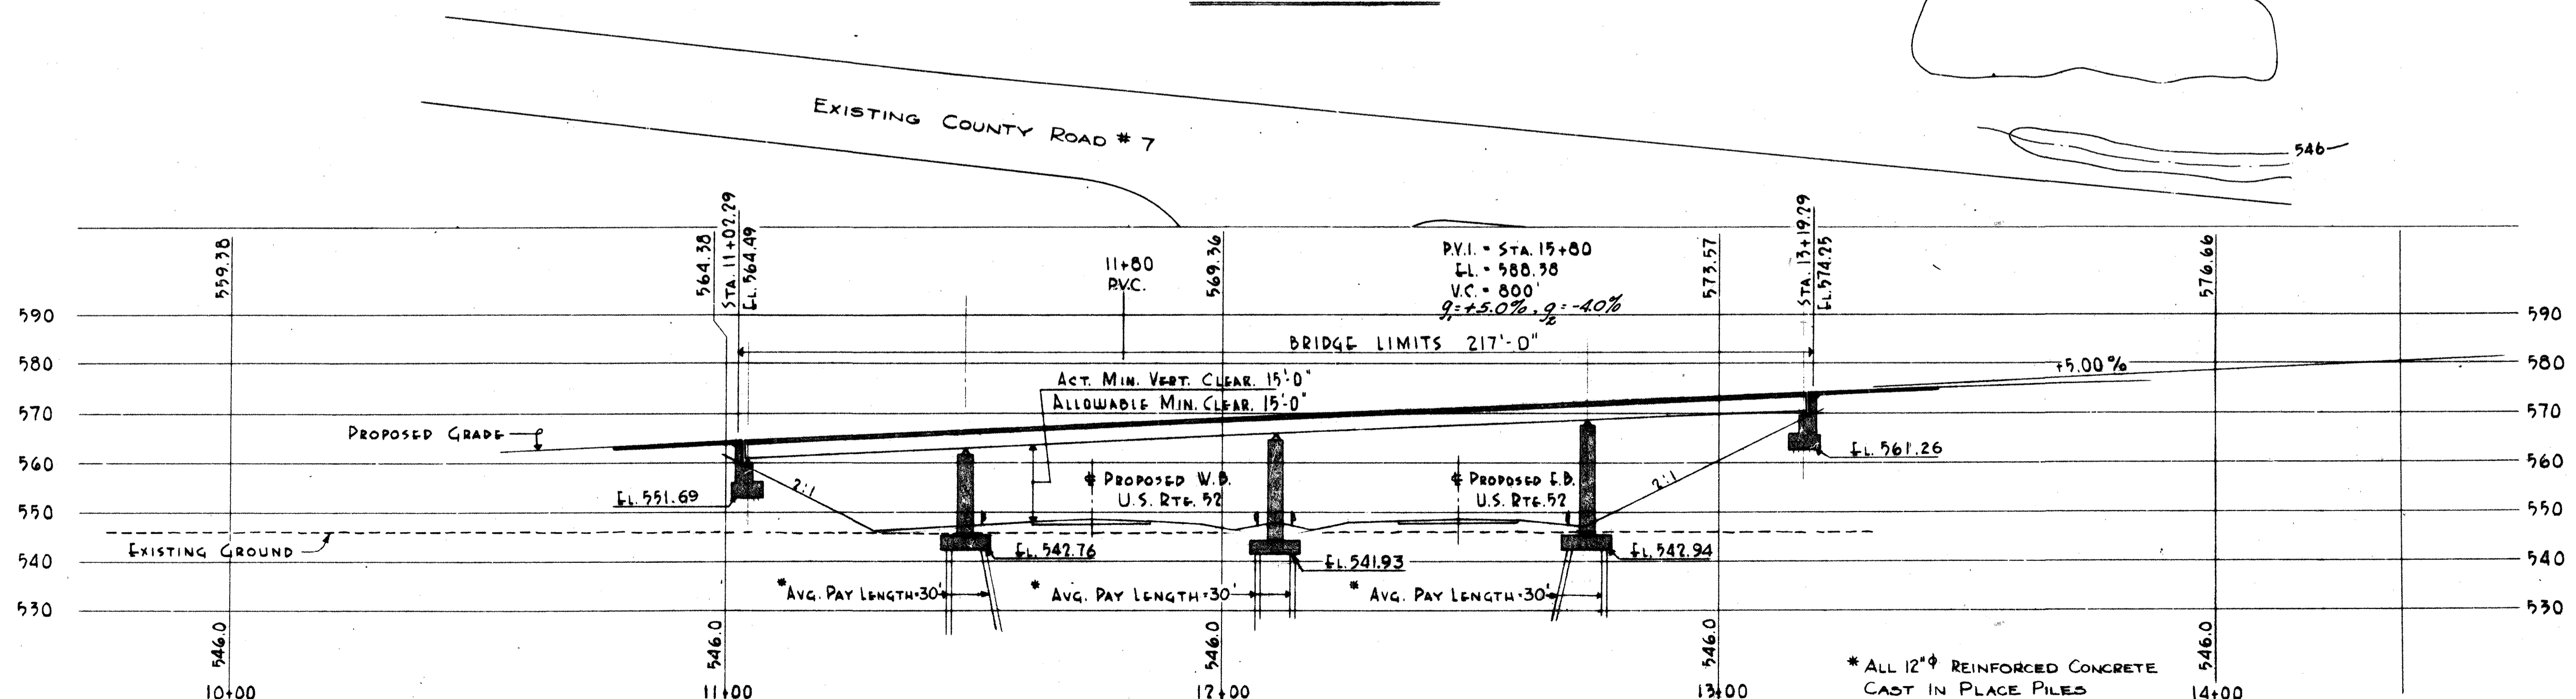 EXISTING COUNTY ROAD # 7
546
559.38
564.38
STA. 11+02.29
EL. 564.49
11+80
P.V.C.
569.36
P.V.I. = STA. 15+80
EL. = 588.38
V.C. = 800'
g₁=+5.0%, g₂=-4.0%
573.57
STA. 13+19.29
EL. 574.25
576.66
590
590
BRIDGE LIMITS 217'-0"
580
+5.00%
580
ACT. MIN. VERT. CLEAR. 15'-0"
ALLOWABLE MIN. CLEAR. 15'-0"
570
570
PROPOSED GRADE
560
EL. 561.26
560
2:1
℄ PROPOSED W.B.
U.S. RTE. 52
℄ PROPOSED E.B.
U.S. RTE. 52
2:1
EL. 551.69
550
550
EXISTING GROUND
EL. 542.76
EL. 541.93
EL. 542.94
540
540
* AVG. PAY LENGTH=30'
* AVG. PAY LENGTH=30'
* AVG. PAY LENGTH=30'
530
530
546.0
546.0
546.0
546.0
546.0
* ALL 12"Φ REINFORCED CONCRETE
CAST IN PLACE PILES
10+00
11+00
12+00
13+00
14+00